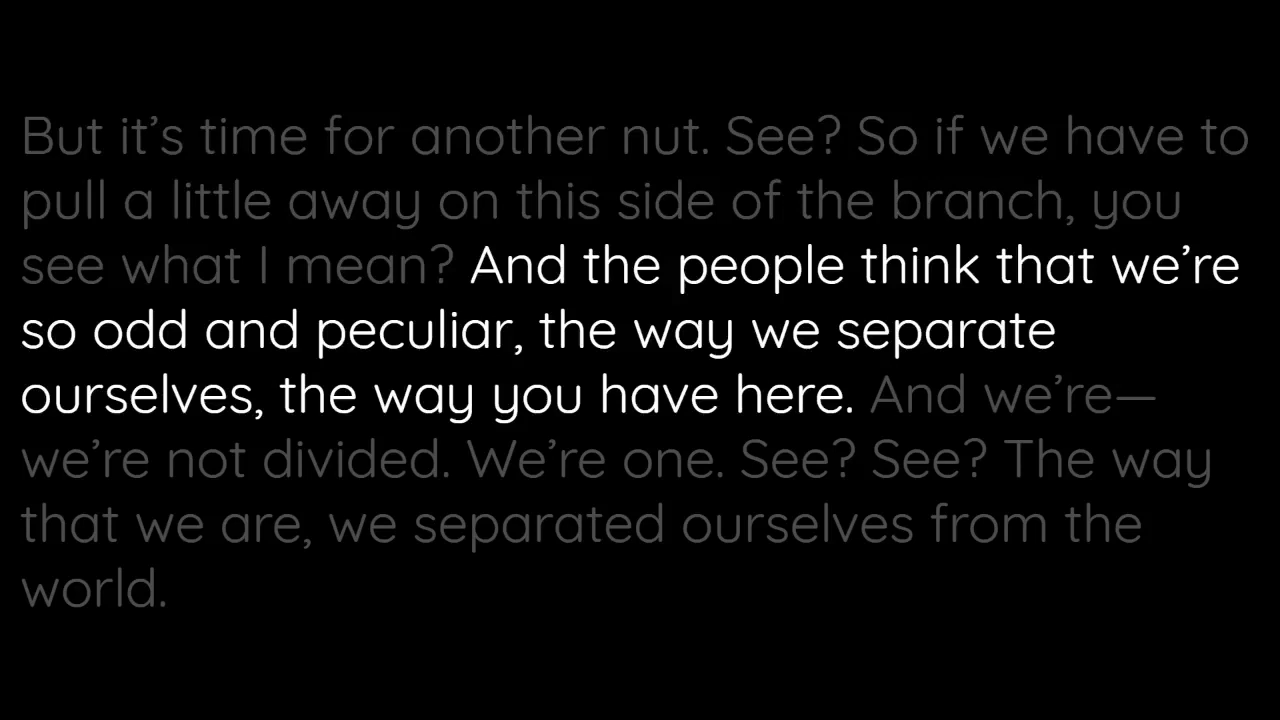 But it’s time for another nut. See? So if we have to
pull a little away on this side of the branch, you
see what I mean? And the people think that we’re
so odd and peculiar, the way we separate
ourselves, the way you have here. And we’re—
we’re not divided. We’re one. See? See? The way
that we are, we separated ourselves from the
world.